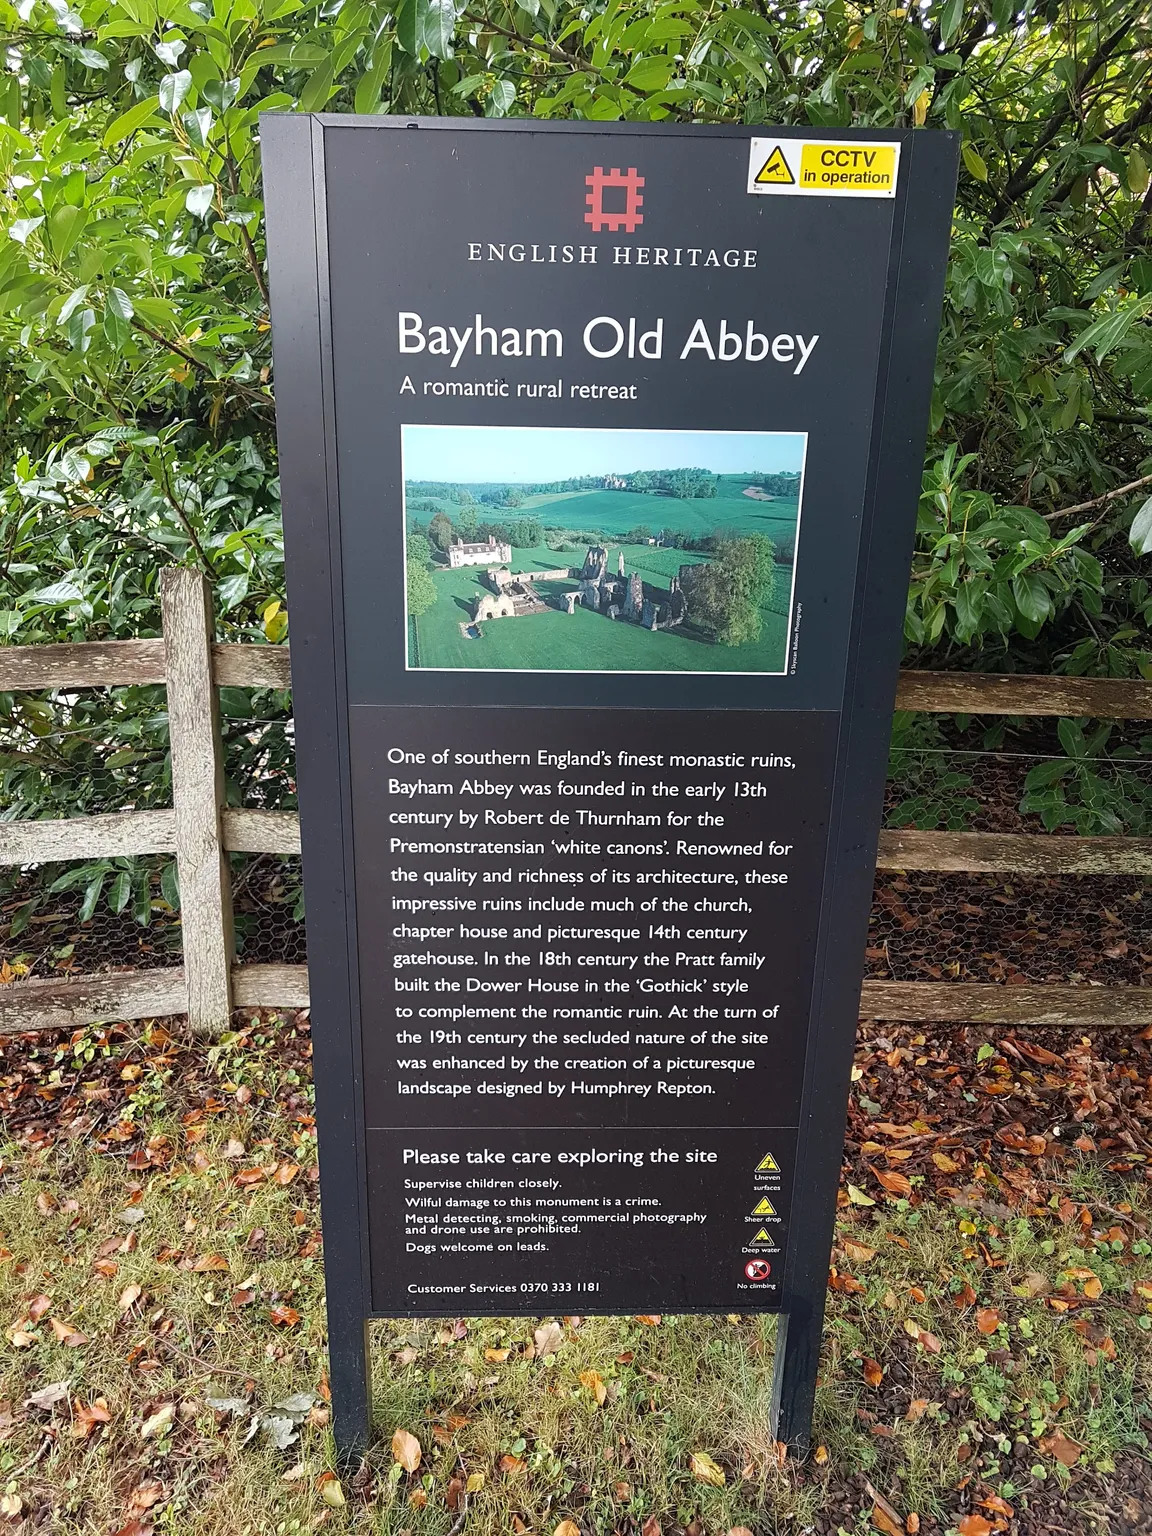 CCTV
in operation
ENGLISH HERITAGE
Bayham Old Abbey
A romantic rural retreat
© Skyscan Balloon Photography
One of southern England's finest monastic ruins,
Bayham Abbey was founded in the early 13th
century by Robert de Thurnham for the
Premonstratensian 'white canons'. Renowned for
the quality and richness of its architecture, these
impressive ruins include much of the church,
chapter house and picturesque 14th century
gatehouse. In the 18th century the Pratt family
built the Dower House in the 'Gothick' style
to complement the romantic ruin. At the turn of
the 19th century the secluded nature of the site
was enhanced by the creation of a picturesque
landscape designed by Humphrey Repton.
Please take care exploring the site
Supervise children closely.
Wilful damage to this monument is a crime.
Metal detecting, smoking, commercial photography
and drone use are prohibited.
Dogs welcome on leads.
Customer Services 0370 333 1181
Uneven
surfaces
Sheer drop
Deep water
No climbing